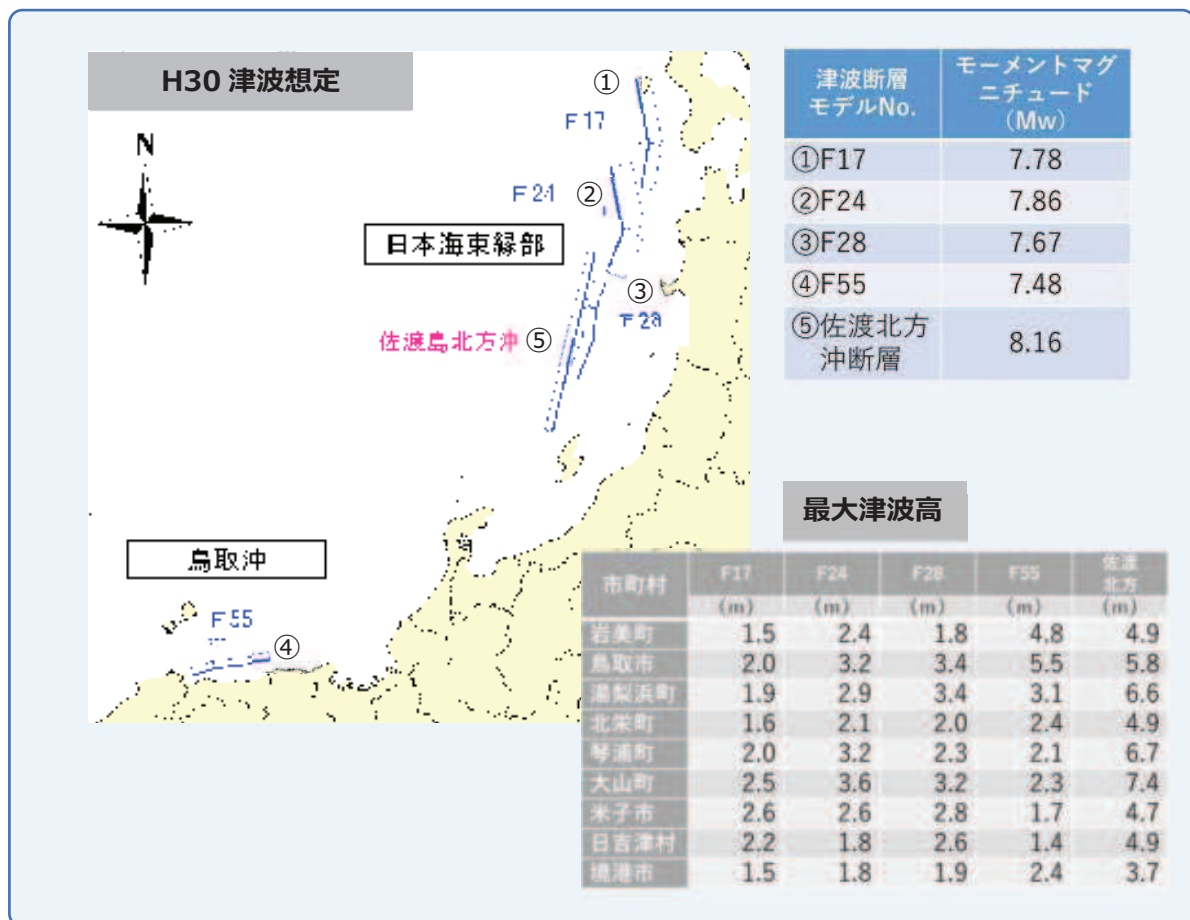 H30 津波想定
N
①
F17
F24
②
日本海東縁部
③
F28
佐渡島北方沖 ⑤
鳥取沖
F55
④
津波断層モデルNo. モーメントマグニチュード（Mw）
①F17 7.78
②F24 7.86
③F28 7.67
④F55 7.48
⑤佐渡北方沖断層 8.16
最大津波高
市町村 F17 F24 F28 F55 佐渡北方
(m) (m) (m) (m) (m)
岩美町 1.5 2.4 1.8 4.8 4.9
鳥取市 2.0 3.2 3.4 5.5 5.8
湯梨浜町 1.9 2.9 3.4 3.1 6.6
北栄町 1.6 2.1 2.0 2.4 4.9
琴浦町 2.0 3.2 2.3 2.1 6.7
大山町 2.5 3.6 3.2 2.3 7.4
米子市 2.6 2.6 2.8 1.7 4.7
日吉津村 2.2 1.8 2.6 1.4 4.9
境港市 1.5 1.8 1.9 2.4 3.7